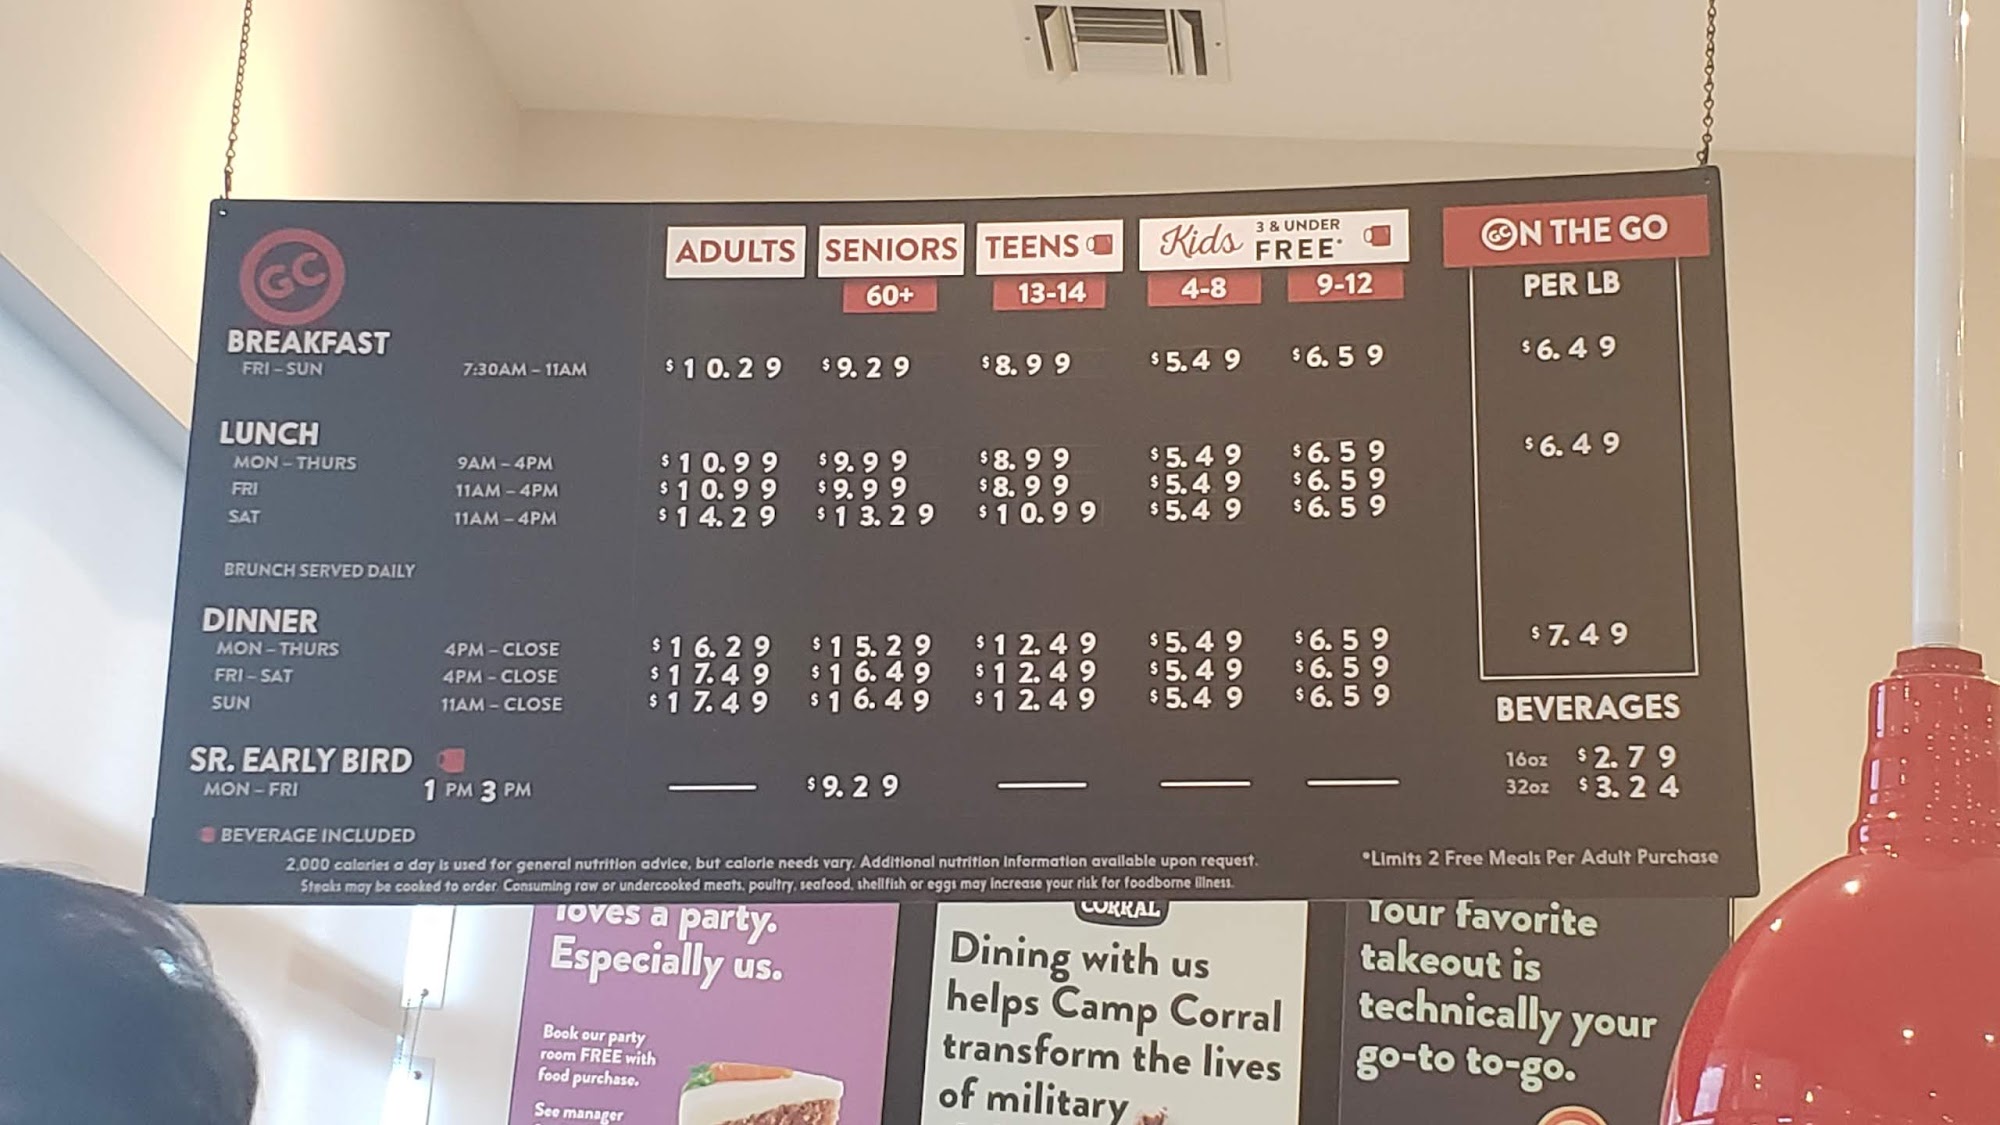 ADULTS SENIORS TEENS Kids 3 & UNDER FREE* GC ON THE GO
60+ 13-14 4-8 9-12 PER LB
GC
BREAKFAST
FRI – SUN 7:30AM – 11AM $10.29 $9.29 $8.99 $5.49 $6.59 $6.49
LUNCH
MON – THURS 9AM – 4PM $10.99 $9.99 $8.99 $5.49 $6.59 $6.49
FRI 11AM – 4PM $10.99 $9.99 $8.99 $5.49 $6.59
SAT 11AM – 4PM $14.29 $13.29 $10.99 $5.49 $6.59
BRUNCH SERVED DAILY
DINNER
MON – THURS 4PM – CLOSE $16.29 $15.29 $12.49 $5.49 $6.59 $7.49
FRI – SAT 4PM – CLOSE $17.49 $16.49 $12.49 $5.49 $6.59
SUN 11AM – CLOSE $17.49 $16.49 $12.49 $5.49 $6.59
BEVERAGES
16oz $2.79
32oz $3.24
SR. EARLY BIRD
MON – FRI 1 PM 3 PM $9.29
BEVERAGE INCLUDED
2,000 calories a day is used for general nutrition advice, but calorie needs vary. Additional nutrition information available upon request.
Steaks may be cooked to order. Consuming raw or undercooked meats, poultry, seafood, shellfish or eggs may increase your risk for foodborne illness.
*Limits 2 Free Meals Per Adult Purchase
loves a party.
Especially us.
Book our party
room FREE with
food purchase.
See manager
CORRAL
Dining with us
helps Camp Corral
transform the lives
of military
Your favorite
takeout is
technically your
go-to to-go.